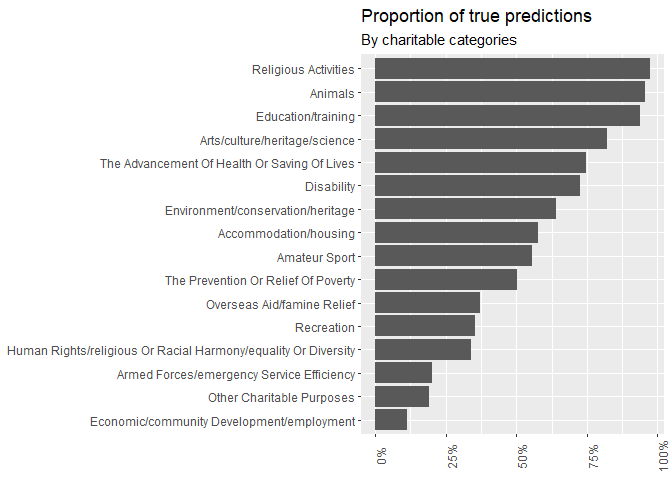 Proportion of true predictions
By charitable categories
Religious Activities
Animals
Education/training
Arts/culture/heritage/science
The Advancement Of Health Or Saving Of Lives
Disability
Environment/conservation/heritage
Accommodation/housing
Amateur Sport
The Prevention Or Relief Of Poverty
Overseas Aid/famine Relief
Recreation
Human Rights/religious Or Racial Harmony/equality Or Diversity
Armed Forces/emergency Service Efficiency
Other Charitable Purposes
Economic/community Development/employment
0%
25%
50%
75%
100%